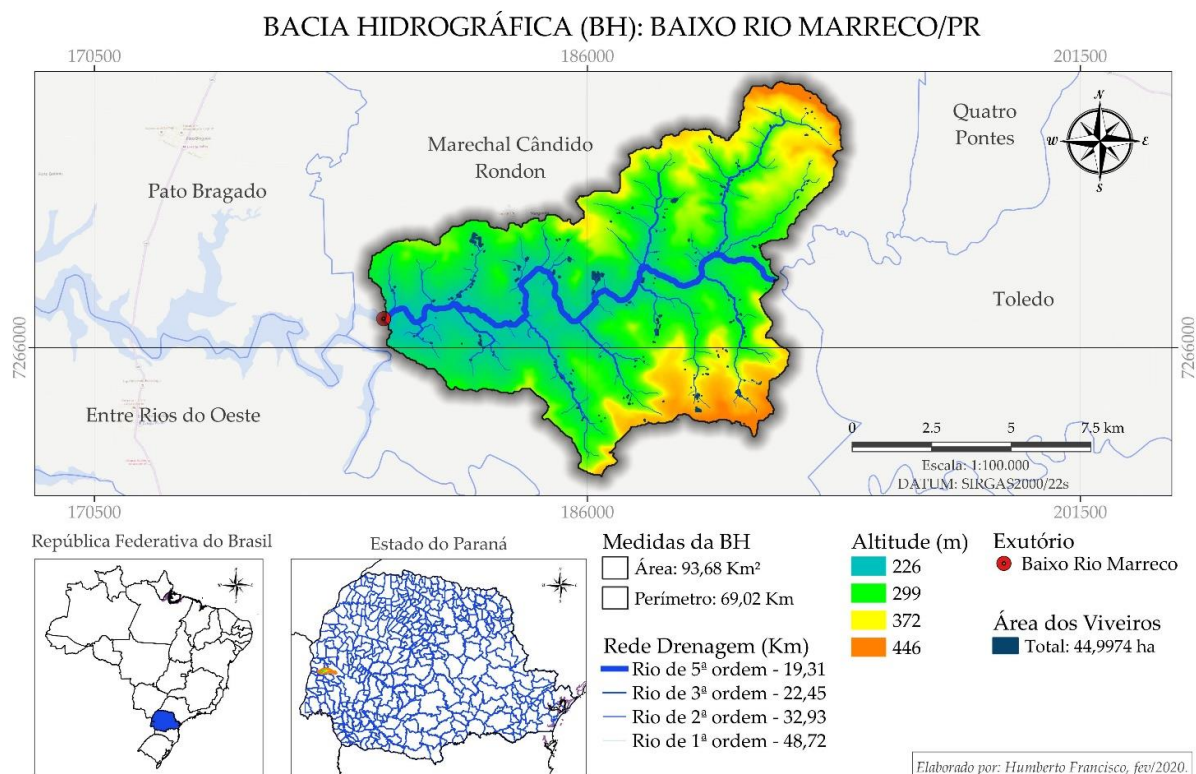 BACIA HIDROGRÁFICA (BH): BAIXO RIO MARRECO/PR
170500
186000
201500
N
W
E
S
Quatro
Pontes
Marechal Cândido
Rondon
Pato Bragado
Toledo
7266000
7266000
Entre Rios do Oeste
0
2.5
5
7.5 km
Escala: 1:100.000
DATUM: SIRGAS2000/22s
170500
186000
201500
República Federativa do Brasil
Estado do Paraná
Medidas da BH
Área: 93,68 Km²
Perímetro: 69,02 Km
Rede Drenagem (Km)
Rio de 5ª ordem - 19,31
Rio de 3ª ordem - 22,45
Rio de 2ª ordem - 32,93
Rio de 1ª ordem - 48,72
Altitude (m)
226
299
372
446
Exutório
Baixo Rio Marreco
Área dos Viveiros
Total: 44,9974 ha
Elaborado por: Humberto Francisco, fev/2020.